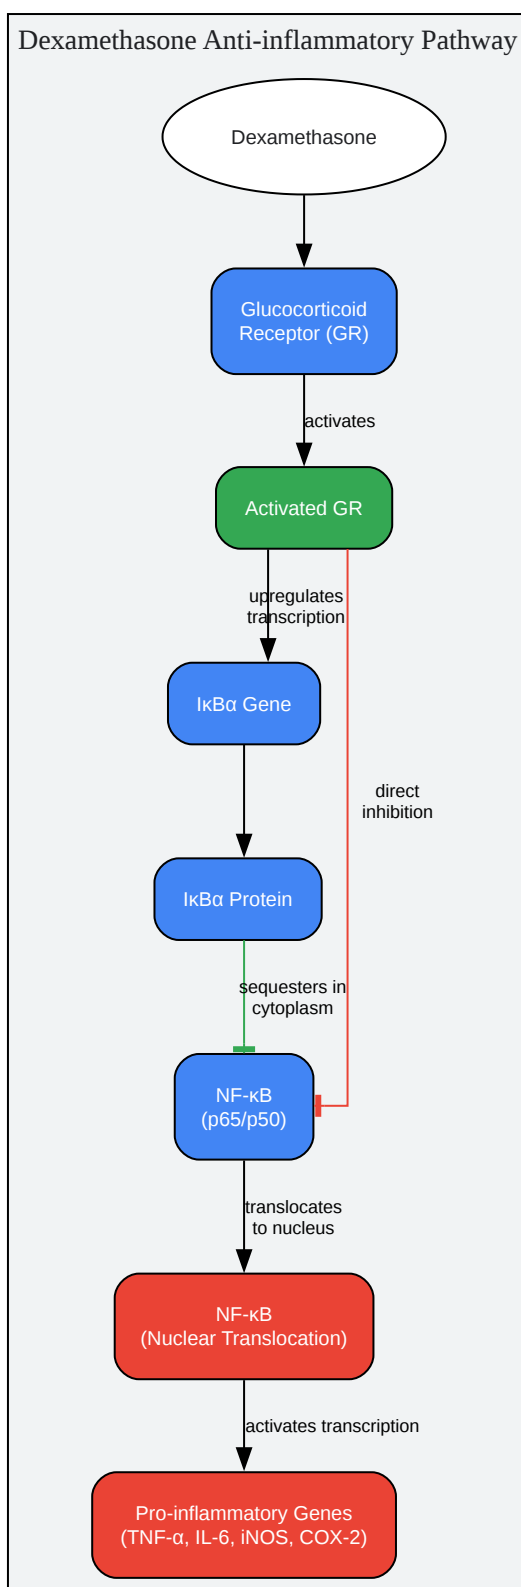 Dexamethasone Anti-inflammatory Pathway
Dexamethasone
Glucocorticoid
Receptor (GR)
activates
Activated GR
upregulates
transcription
IκBα Gene
direct
inhibition
IκBα Protein
sequesters in
cytoplasm
NF-κB
(p65/p50)
translocates
to nucleus
NF-κB
(Nuclear Translocation)
activates transcription
Pro-inflammatory Genes
(TNF-α, IL-6, iNOS, COX-2)